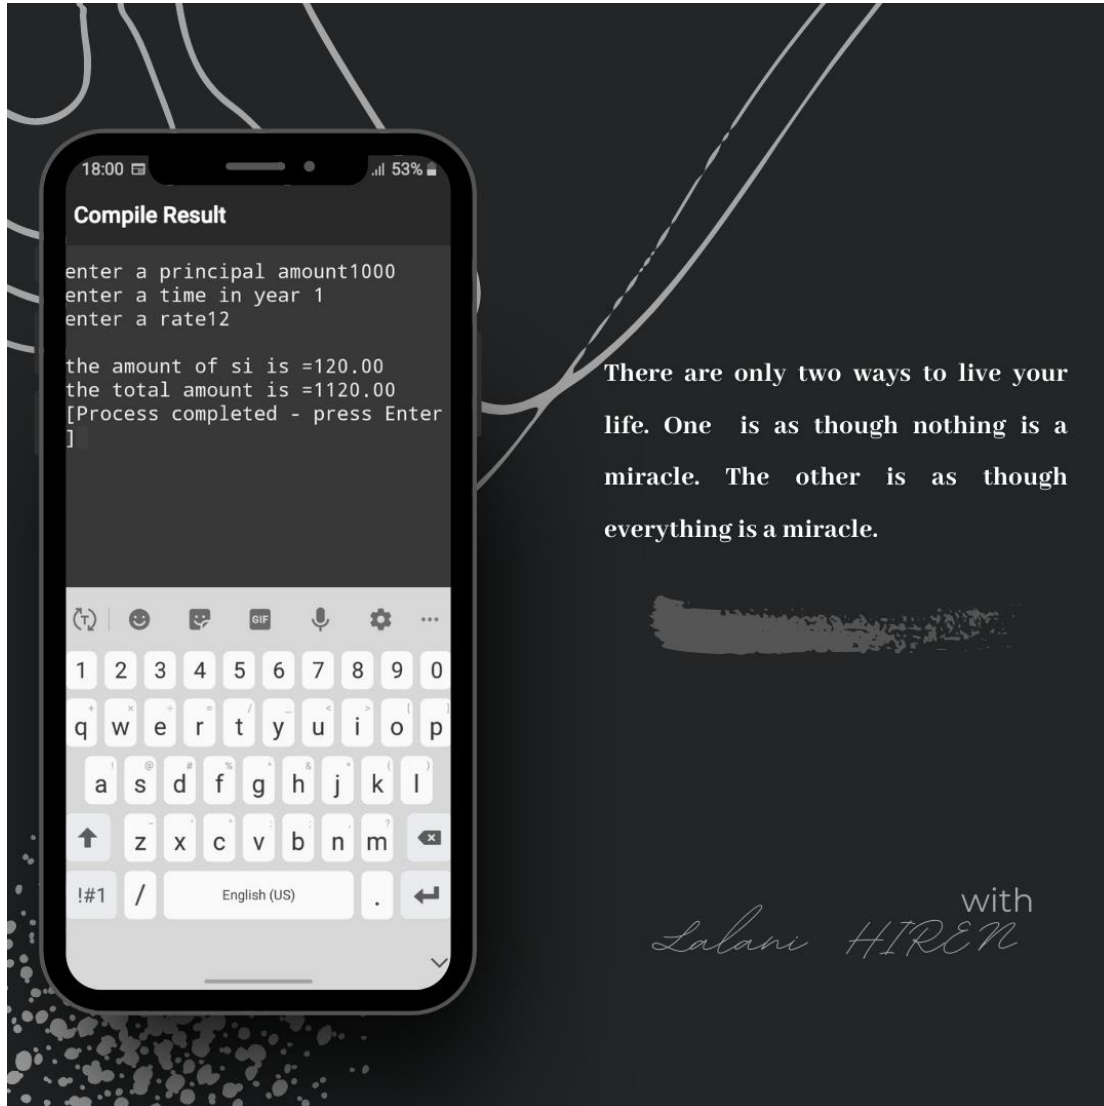 18:00
53%
Compile Result
enter a principal amount1000
enter a time in year 1
enter a rate12
the amount of si is =120.00
the total amount is =1120.00
[Process completed - press Enter
]
There are only two ways to live your
life. One is as though nothing is a
miracle. The other is as though
everything is a miracle.
T
GIF
1 2 3 4 5 6 7 8 9 0
q w e r t y u i o p
a s d f g h j k l
z x c v b n m
!#1 / English (US) .
with
Lalani HIREN